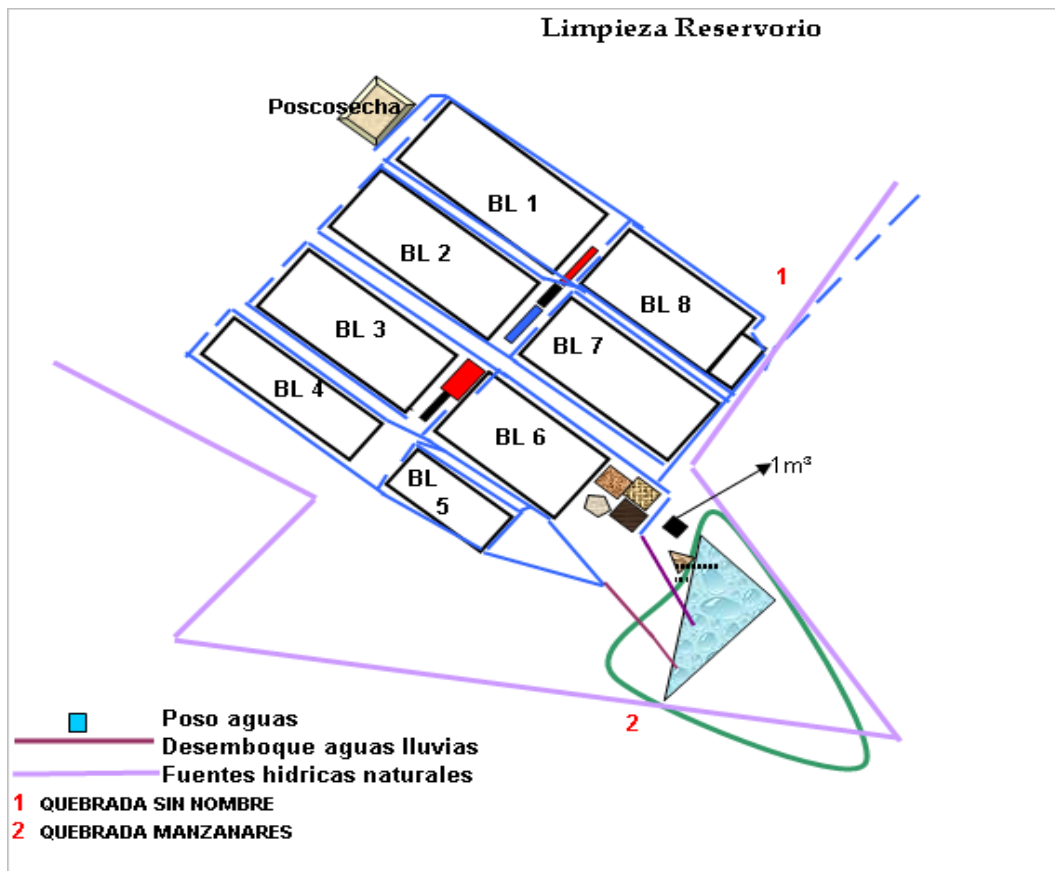 Limpieza Reservorio
Poscosecha
BL 1
BL 2
BL 8
1
BL 3
BL 7
BL 4
BL 6
BL
5
1m³
2
Poso aguas
Desemboque aguas lluvias
Fuentes hidricas naturales
1 QUEBRADA SIN NOMBRE
2 QUEBRADA MANZANARES